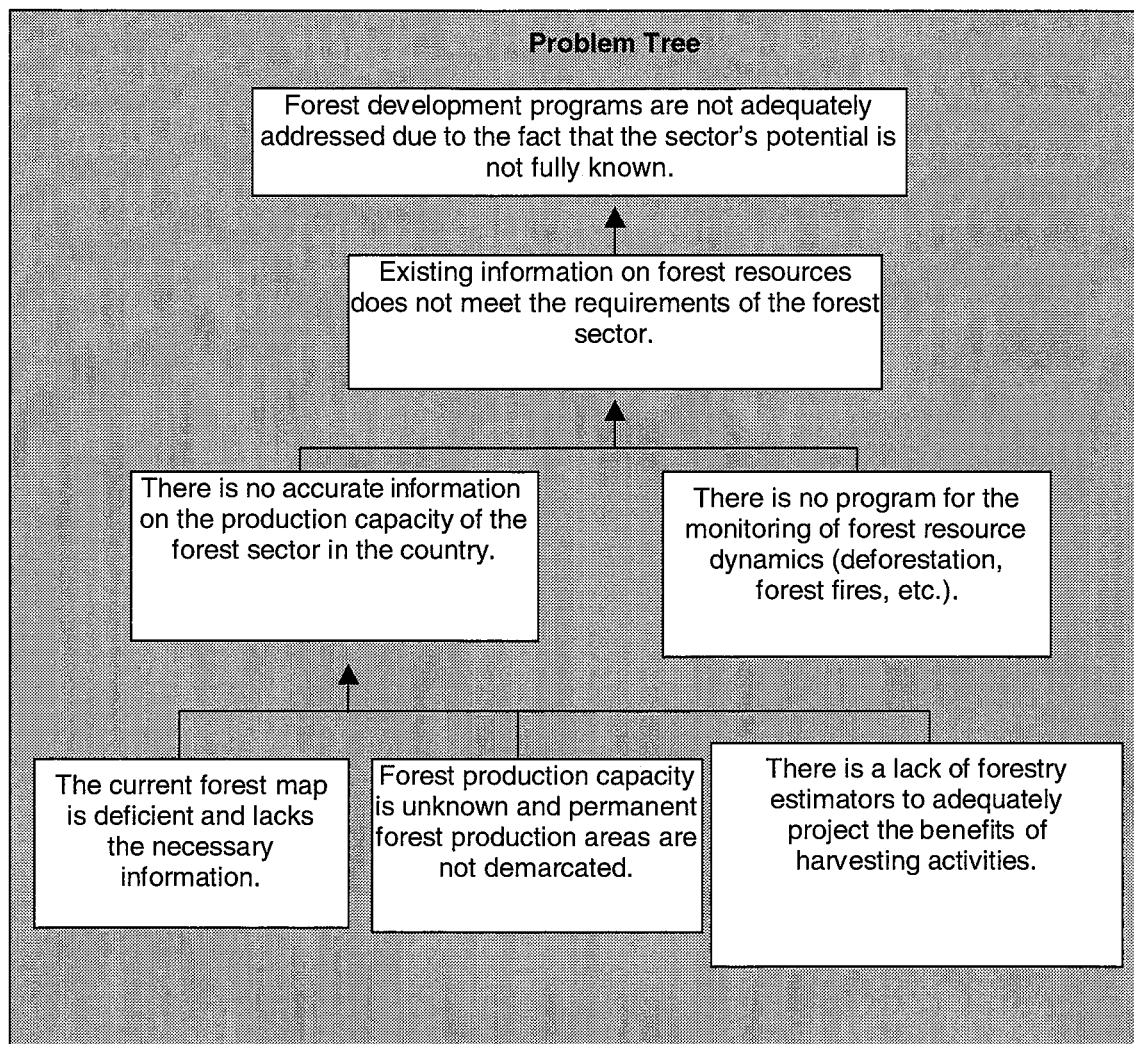 Problem Tree
Forest development programs are not adequately
addressed due to the fact that the sector's potential is
not fully known.
Existing information on forest resources
does not meet the requirements of the forest
sector.
There is no accurate information
on the production capacity of the
forest sector in the country.
There is no program for the
monitoring of forest resource
dynamics (deforestation,
forest fires, etc.).
The current forest map
is deficient and lacks
the necessary
information.
Forest production capacity
is unknown and permanent
forest production areas are
not demarcated.
There is a lack of forestry
estimators to adequately
project the benefits of
harvesting activities.